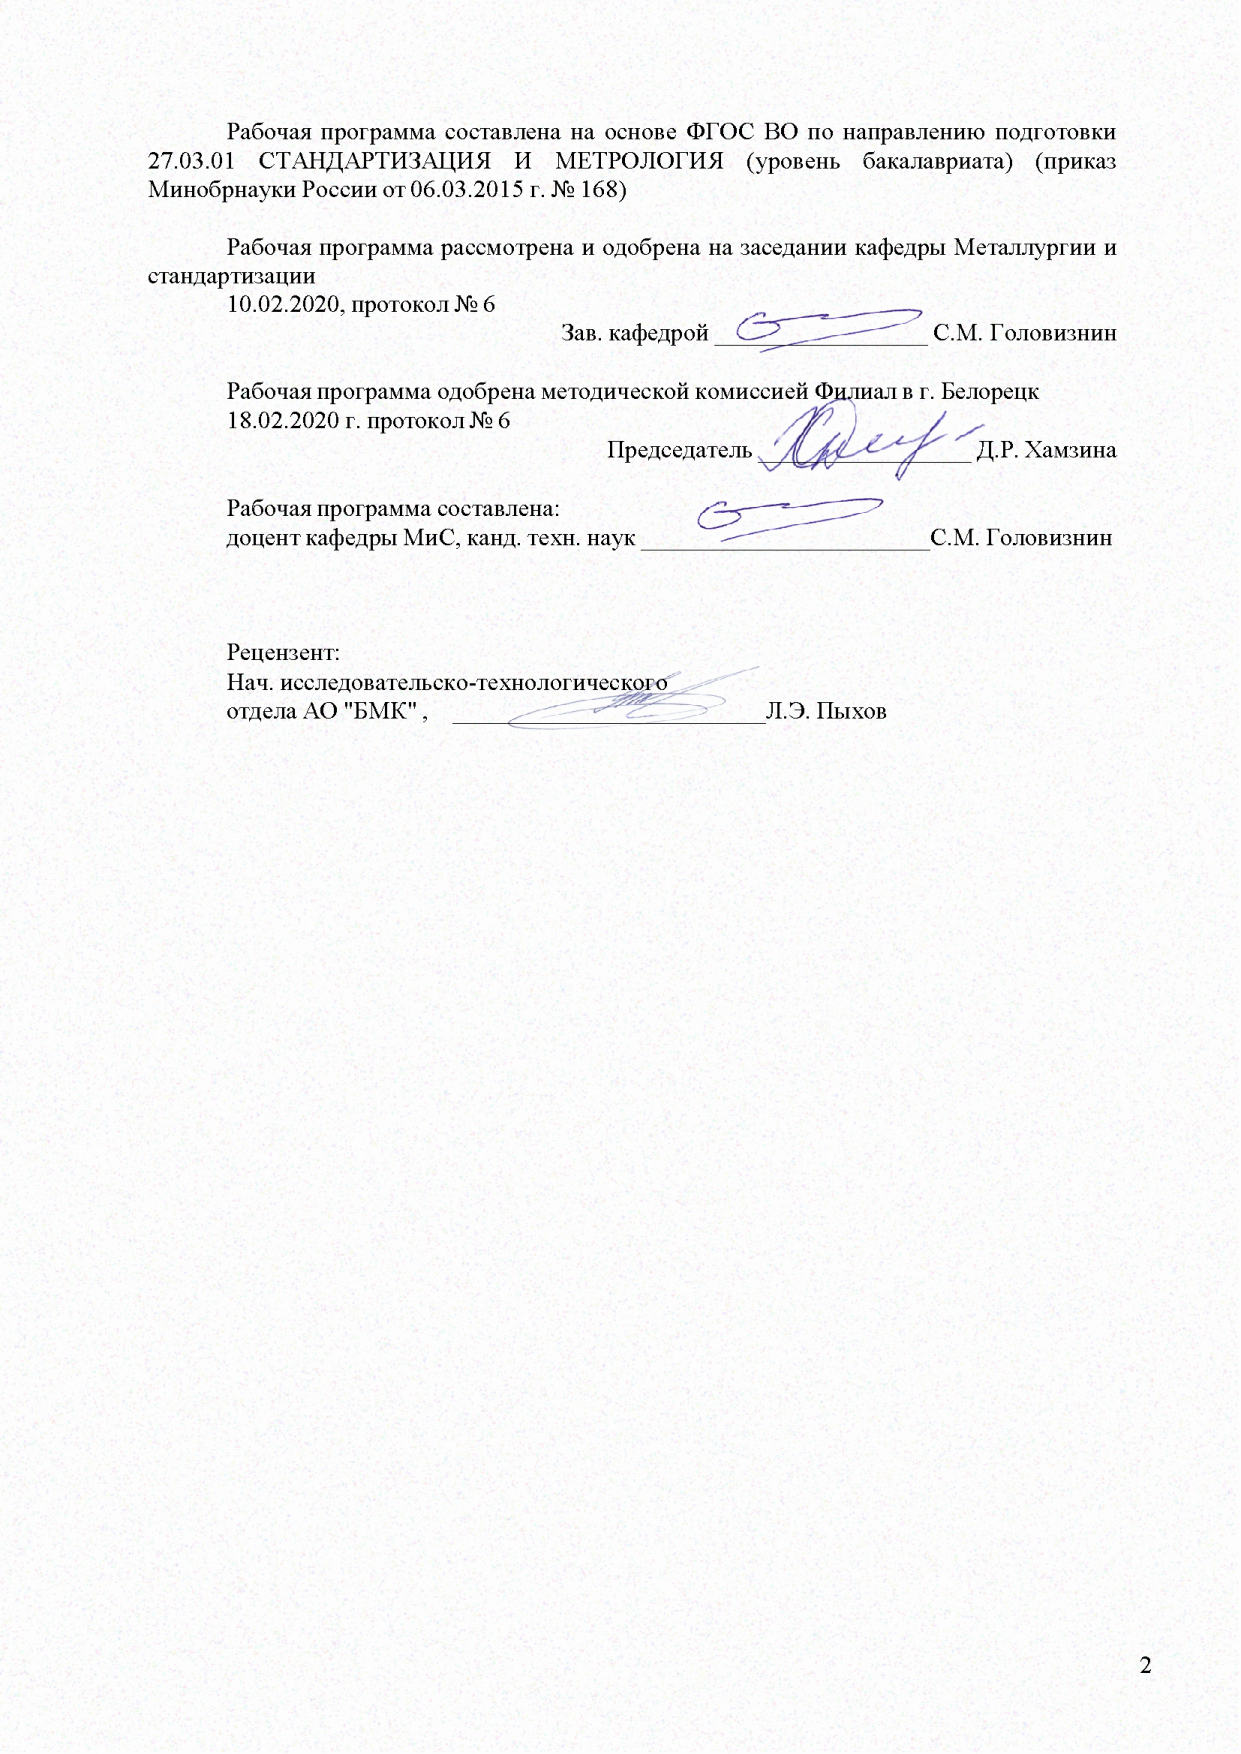 Рабочая программа составлена на основе ФГОС ВО по направлению подготовки
27.03.01 СТАНДАРТИЗАЦИЯ И МЕТРОЛОГИЯ (уровень бакалавриата) (приказ
Минобрнауки России от 06.03.2015 г. № 168)
Рабочая программа рассмотрена и одобрена на заседании кафедры Металлургии и
стандартизации
10.02.2020, протокол № 6
Зав. кафедрой _________________ С.М. Головизнин
Рабочая программа одобрена методической комиссией Филиал в г. Белорецк
18.02.2020 г. протокол № 6
Председатель _________________ Д.Р. Хамзина
Рабочая программа составлена:
доцент кафедры МиС, канд. техн. наук _______________________С.М. Головизнин
Рецензент:
Нач. исследовательско-технологического
отдела АО "БМК" , _________________________Л.Э. Пыхов
2